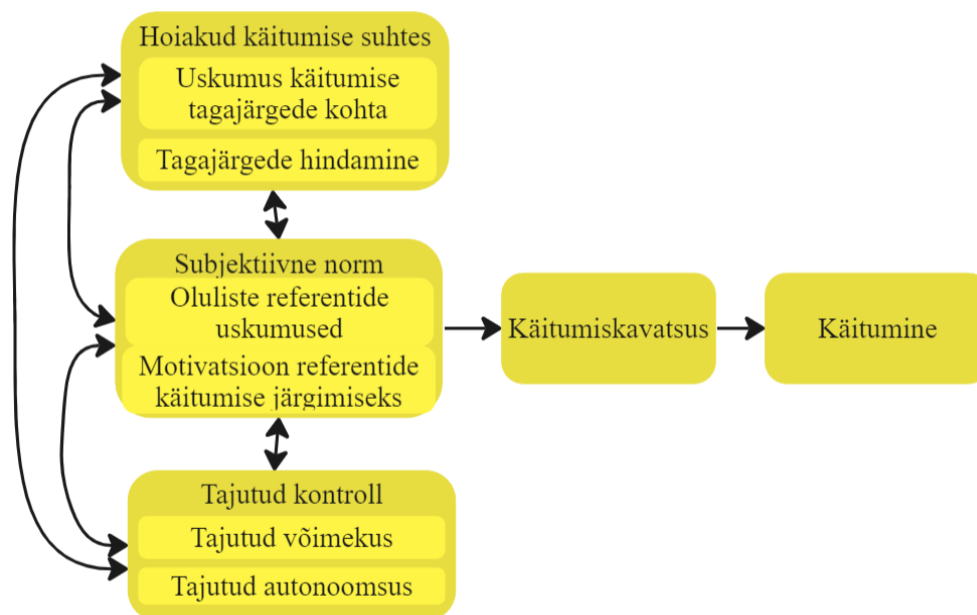 Hoiakud käitumise suhtes
Uskumus käitumise
tagajärgede kohta
Tagajärgede hindamine
Subjektiivne norm
Oluliste referentide
uskumused
Motivatsioon referentide
käitumise järgimiseks
Käitumiskavatsus
Käitumine
Tajutud kontroll
Tajutud võimekus
Tajutud autonoomsus